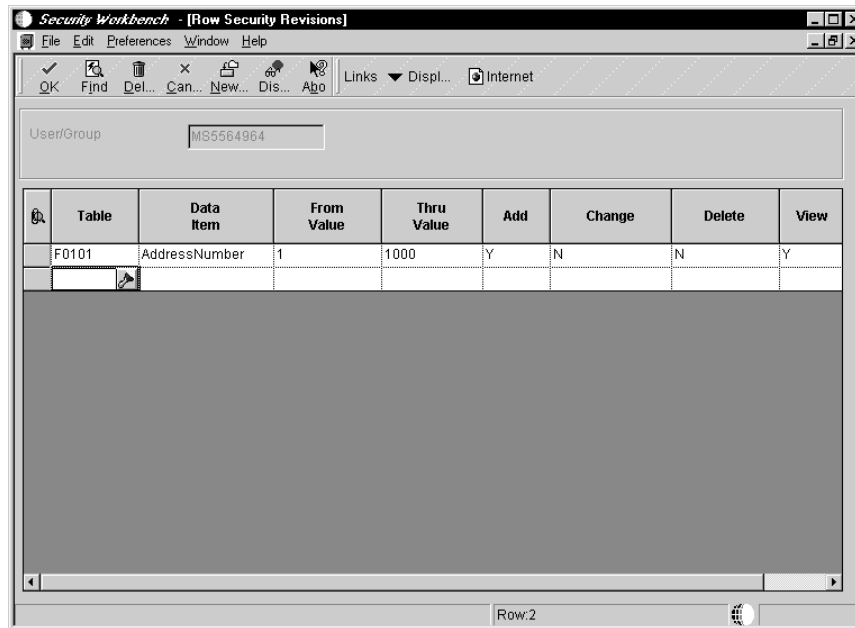 Security Workbench - [Row Security Revisions]
File Edit Preferences Window Help
OK Find Del... Can... New... Dis... Abo Links Displ... Internet
User/Group MS5564964
Table Data Item From Value Thru Value Add Change Delete View
F0101 AddressNumber 1 1000 Y N N Y
Row:2